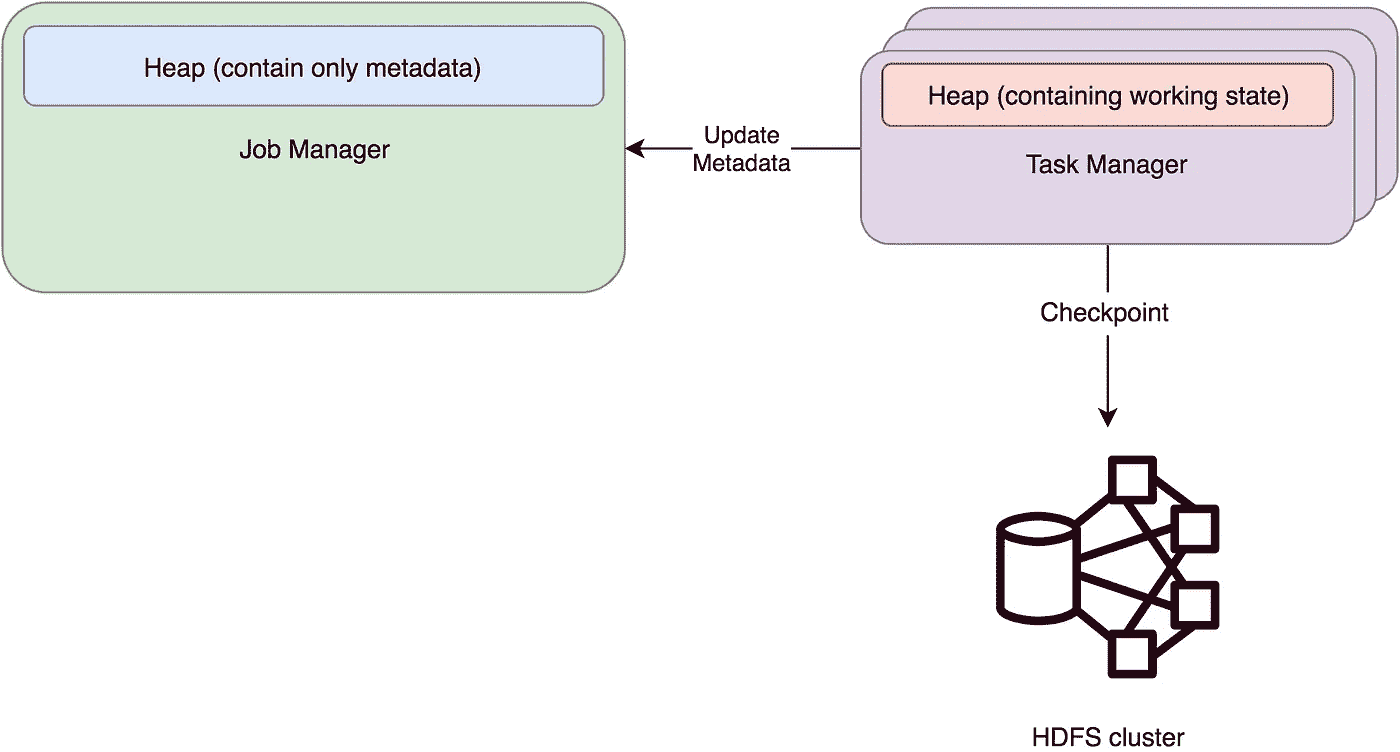 Heap (contain only metadata)
Job Manager
Update
Metadata
Heap (containing working state)
Task Manager
Checkpoint
HDFS cluster